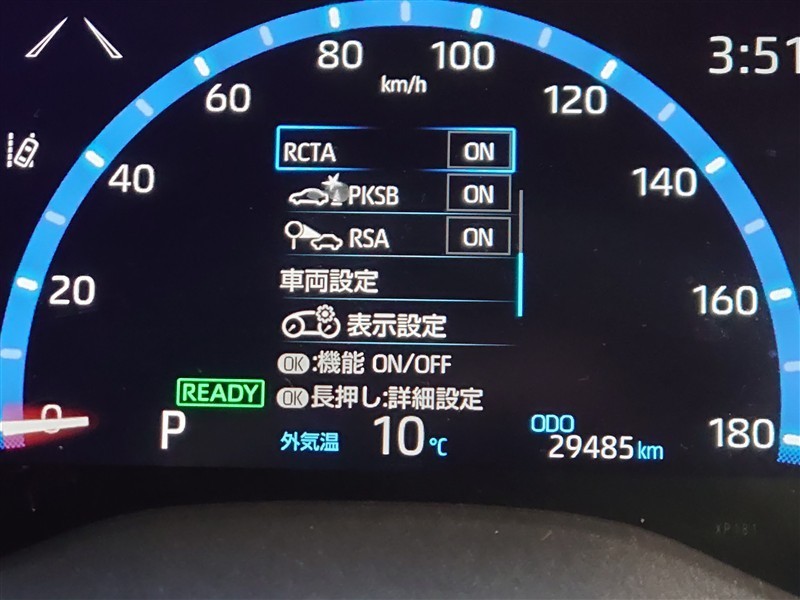 80 100
km/h
3:51
60 120
40 140
20 160
0 180
RCTA ON
PKSB ON
RSA ON
車両設定
表示設定
OK:機能 ON/OFF
OK長押し:詳細設定
READY
P
外気温 10℃
ODO
29485km